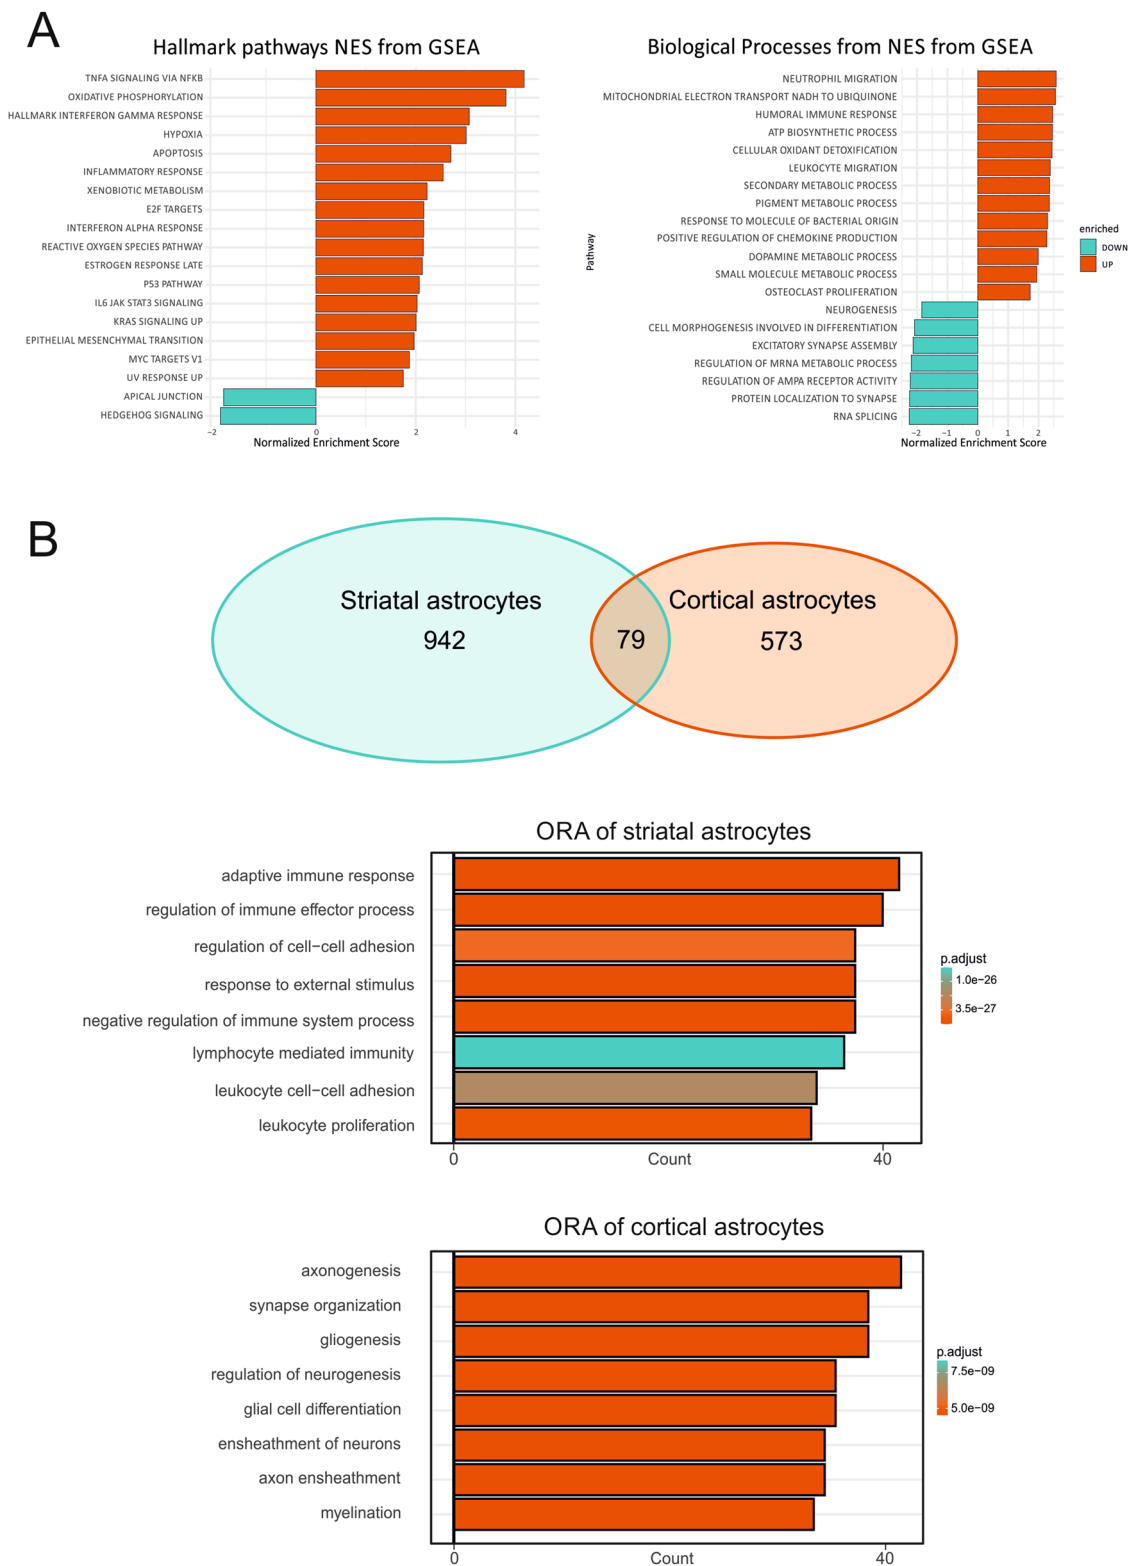 A
Hallmark pathways NES from GSEA
TNFA SIGNALING VIA NFKB
OXIDATIVE PHOSPHORYLATION
HALLMARK INTERFERON GAMMA RESPONSE
HYPOXIA
APOPTOSIS
INFLAMMATORY RESPONSE
XENOBIOTIC METABOLISM
E2F TARGETS
INTERFERON ALPHA RESPONSE
REACTIVE OXYGEN SPECIES PATHWAY
ESTROGEN RESPONSE LATE
P53 PATHWAY
IL6 JAK STAT3 SIGNALING
KRAS SIGNALING UP
EPITHELIAL MESENCHYMAL TRANSITION
MYC TARGETS V1
UV RESPONSE UP
APICAL JUNCTION
HEDGEHOG SIGNALING
−2 0 2 4
Normalized Enrichment Score
Biological Processes from NES from GSEA
Pathway
NEUTROPHIL MIGRATION
MITOCHONDRIAL ELECTRON TRANSPORT NADH TO UBIQUINONE
HUMORAL IMMUNE RESPONSE
ATP BIOSYNTHETIC PROCESS
CELLULAR OXIDANT DETOXIFICATION
LEUKOCYTE MIGRATION
SECONDARY METABOLIC PROCESS
PIGMENT METABOLIC PROCESS
RESPONSE TO MOLECULE OF BACTERIAL ORIGIN
POSITIVE REGULATION OF CHEMOKINE PRODUCTION
DOPAMINE METABOLIC PROCESS
SMALL MOLECULE METABOLIC PROCESS
OSTEOCLAST PROLIFERATION
NEUROGENESIS
CELL MORPHOGENESIS INVOLVED IN DIFFERENTIATION
EXCITATORY SYNAPSE ASSEMBLY
REGULATION OF MRNA METABOLIC PROCESS
REGULATION OF AMPA RECEPTOR ACTIVITY
PROTEIN LOCALIZATION TO SYNAPSE
RNA SPLICING
−2 −1 0 1 2
Normalized Enrichment Score
enriched
DOWN
UP
B
Striatal astrocytes
942
79
Cortical astrocytes
573
ORA of striatal astrocytes
adaptive immune response
regulation of immune effector process
regulation of cell−cell adhesion
response to external stimulus
negative regulation of immune system process
lymphocyte mediated immunity
leukocyte cell−cell adhesion
leukocyte proliferation
0 40
Count
p.adjust
1.0e−26
3.5e−27
ORA of cortical astrocytes
axonogenesis
synapse organization
gliogenesis
regulation of neurogenesis
glial cell differentiation
ensheathment of neurons
axon ensheathment
myelination
0 40
Count
p.adjust
7.5e−09
5.0e−09